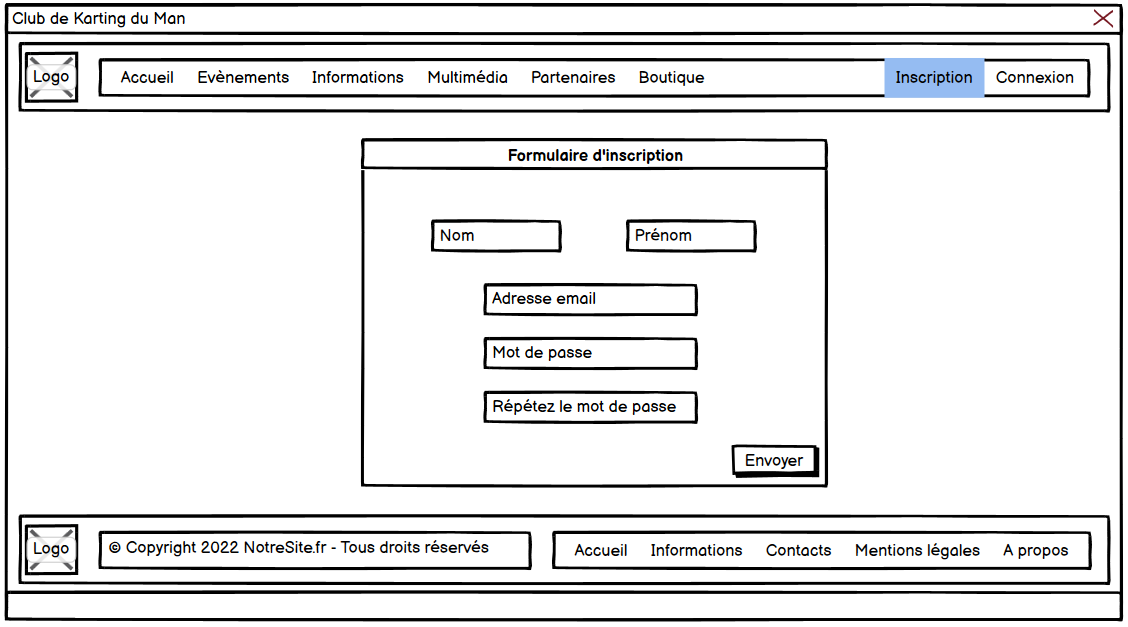 Club de Karting du Man
Logo Accueil Evènements Informations Multimédia Partenaires Boutique Inscription Connexion
Formulaire d'inscription
Nom Prénom
Adresse email
Mot de passe
Répétez le mot de passe
Envoyer
Logo © Copyright 2022 NotreSite.fr - Tous droits réservés Accueil Informations Contacts Mentions légales A propos